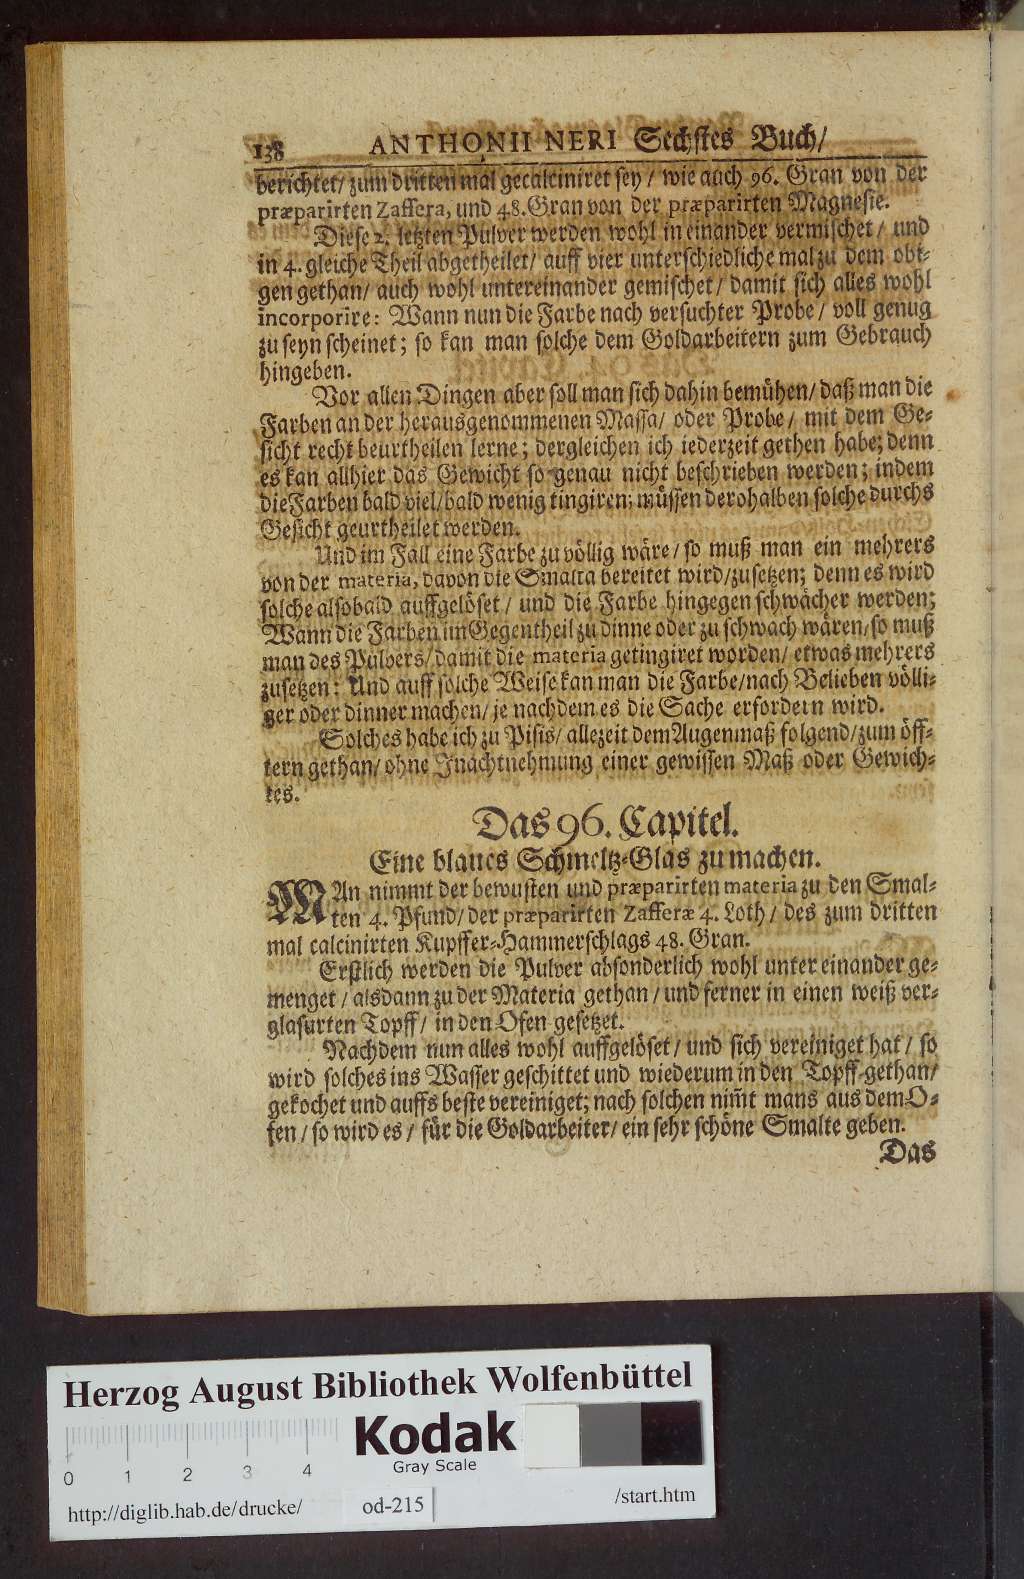 138 ANTHONII NERI Sechstes Buch/
berichtet/ zum dritten mal gecalciniret sey / wie auch 96. Gran von der
præparirten Zaffera, und 48. Gran von der præparirten Magnesie.
Diese 2. letzten Pulver werden wohl in einander vermischet / und
in 4. gleiche Theil abgetheilet/ auff vier unterschiedliche mal zu dem obi-
gen gethan/ auch wohl untereinander gemischet / damit sich alles wohl
incorporire: Wann nun die Farbe nach versuchter Probe / voll genug
zu seyn scheinet; so kan man solche dem Goldarbeitern zum Gebrauch
hingeben.
Vor allen Dingen aber soll man sich dahin bemühen/ daß man die
Farben an der herausgenommenen Massa/ oder Probe / mit dem Ge-
sicht recht beurtheilen lerne; dergleichen ich iederzeit gethen habe; denn
es kan allhier das Gewicht so genau nicht beschrieben werden; indem
die Farben bald viel/ bald wenig tingiren; müssen derohalben solche durchs
Gesicht geurtheilet werden.
Und im Fall eine Farbe zu völlig wäre / so muß man ein mehrers
von der materia, davon die Smalta bereitet wird/ zusetzen; denn es wird
solche alsobald auffgelöset / und die Farbe hingegen schwächer werden;
Wann die Farben im Gegentheil zu dinne oder zu schwach wären/ so muß
man des Pulvers/ damit die materia getingiret worden/ etwas mehrers
zusetzen: Und auff solche Weise kan man die Farbe/ nach Belieben völli-
ger oder dinner machen/ je nachdem es die Sache erfordern wird.
Solches habe ich zu Pisis/ allezeit dem Augenmaß folgend/ zum öff-
tern gethan/ ohne Inachtnehmung einer gewissen Maß oder Gewich-
tes.
Das 96. Capitel.
Eine blaues Schmeltz-Glas zu machen.
MAn nimmt der bewusten und præparirten materia zu den Smal-
ten 4. Pfund/ der præparirten Zafferæ 4. Loth / des zum dritten
mal calcinirten Kupffer-Hammerschlags 48. Gran.
Erstlich werden die Pulver absonderlich wohl unter einander ge-
menget / alsdann zu der Materia gethan / und ferner in einen weiß ver-
glasurten Topff / in den Ofen gesetzet.
Nachdem nun alles wohl auffgelöset / und sich vereiniget hat / so
wird solches ins Wasser geschittet und wiederum in den Topff gethan/
gekochet und auffs beste vereiniget; nach solchen nim̃t mans aus dem O-
fen / so wird es / für die Goldarbeiter/ ein sehr schöne Smalte geben.
Das
Herzog August Bibliothek Wolfenbüttel
Kodak
Gray Scale
0 1 2 3 4
http://diglib.hab.de/drucke/ od-215 /start.htm